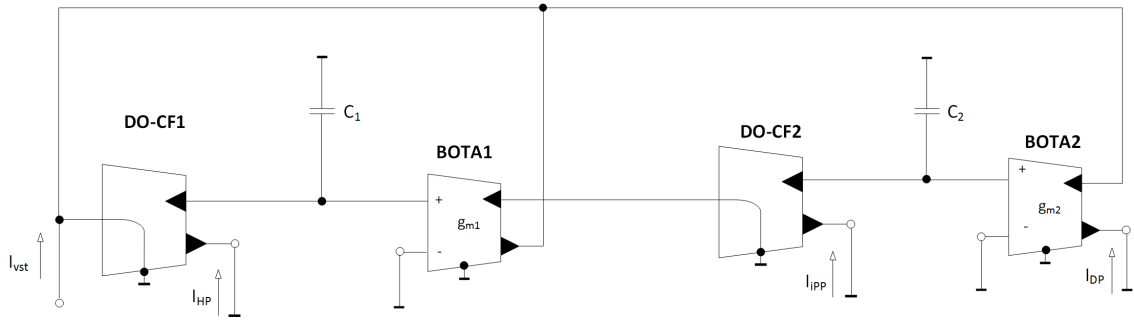 C1
C2
DO-CF1
DO-CF2
BOTA1
BOTA2
+
gm1
-
+
gm2
-
Ivst
IHP
IiPP
IDP